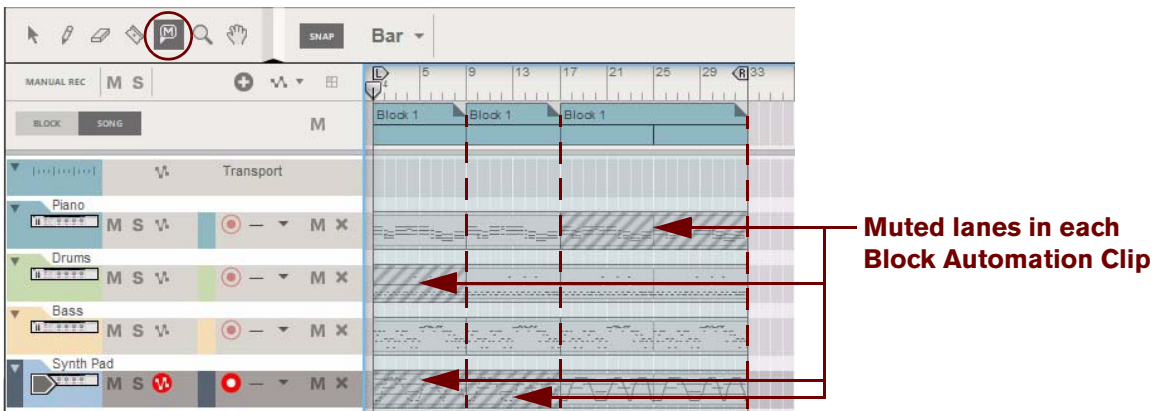 M SNAP Bar
MANUAL REC M S
L 5 9 13 17 21 25 29 R 33
4
BLOCK SONG M
Block 1 Block 1 Block 1
Transport
Piano
M S M
Muted lanes in each
Block Automation Clip
Drums
M S M
Bass
M S M
Synth Pad
M S M